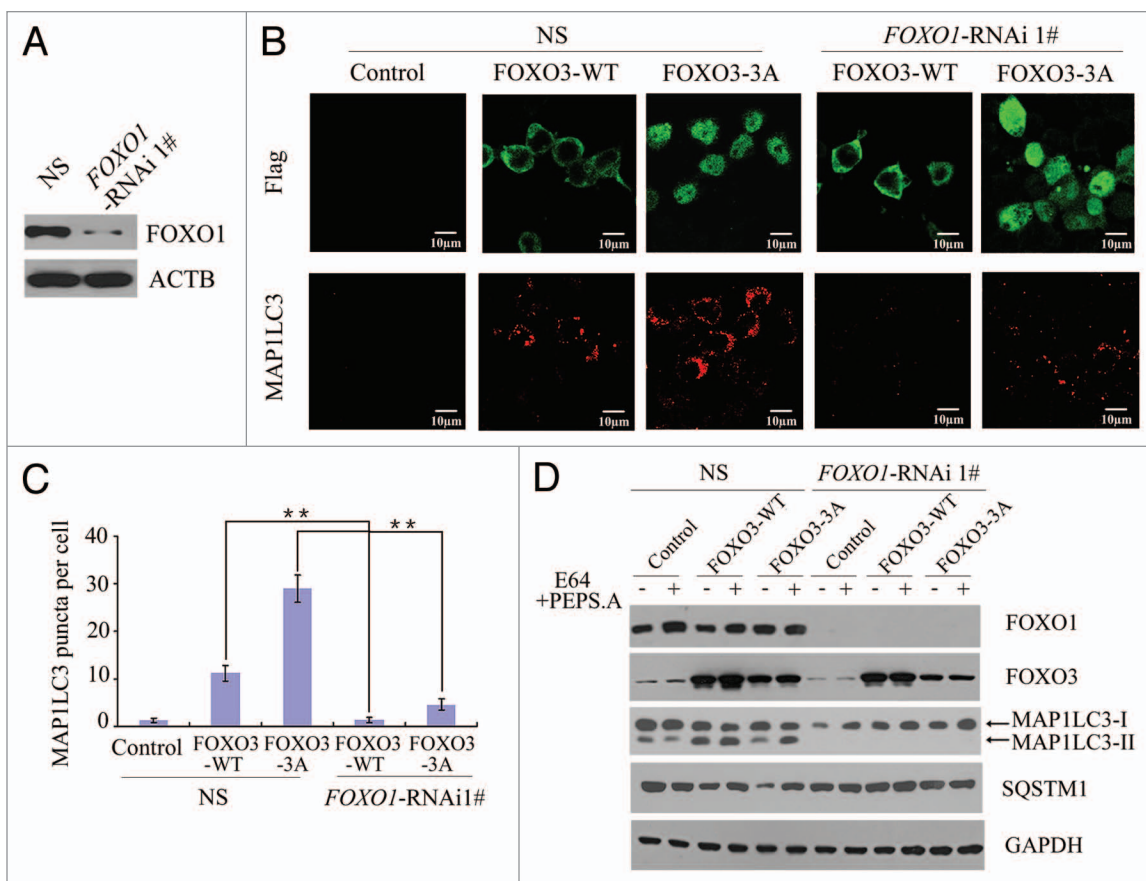 A
NS
FOXO1
-RNAi 1#
FOXO1
ACTB
B
NS
FOXO1-RNAi 1#
Control
FOXO3-WT
FOXO3-3A
FOXO3-WT
FOXO3-3A
Flag
10µm
10µm
10µm
10µm
10µm
MAP1LC3
10µm
10µm
10µm
10µm
10µm
C
MAP1LC3 puncta per cell
40
30
20
10
0
**
**
Control
FOXO3
-WT
FOXO3
-3A
FOXO3
-WT
FOXO3
-3A
NS
FOXO1-RNAi1#
D
NS
FOXO1-RNAi 1#
Control
FOXO3-WT
FOXO3-3A
Control
FOXO3-WT
FOXO3-3A
E64
+PEPS.A
- + - + - + - + - + - +
FOXO1
FOXO3
MAP1LC3-I
MAP1LC3-II
SQSTM1
GAPDH